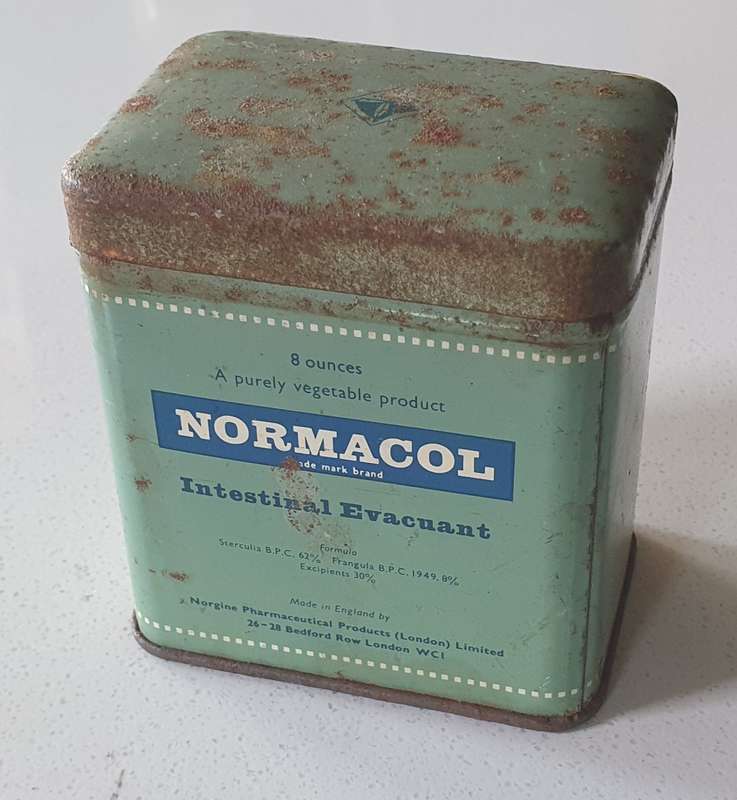 8 ounces
A purely vegetable product
NORMACOL
mark brand
Intestinal Evacuant
Formula
Sterculia B.P.C. 62% Frangula B.P.C. 1949. 8%
Excipients 30%
Made in England by
Norgine Pharmaceutical Products (London) Limited
26-28 Bedford Row London WC1